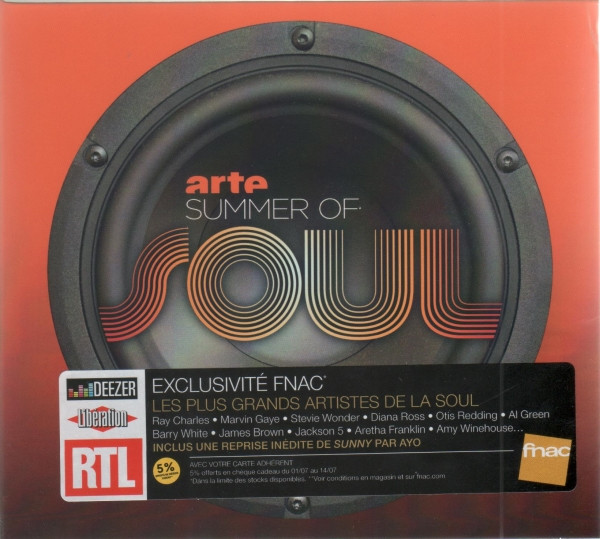 arte
SUMMER OF
SOUL
DEEZER
EXCLUSIVITÉ FNAC*
LES PLUS GRANDS ARTISTES DE LA SOUL
Libération
Ray Charles • Marvin Gaye • Stevie Wonder • Diana Ross • Otis Redding • Al Green
Barry White • James Brown • Jackson 5 • Aretha Franklin • Amy Winehouse...
INCLUS UNE REPRISE INÉDITE DE SUNNY PAR AYO
fnac
RTL
5%
AVEC VOTRE CARTE ADHÉRENT
5% offerts en chèque cadeau du 01/07 au 14/07
*Dans la limite des stocks disponibles. **Voir conditions en magasin et sur fnac.com